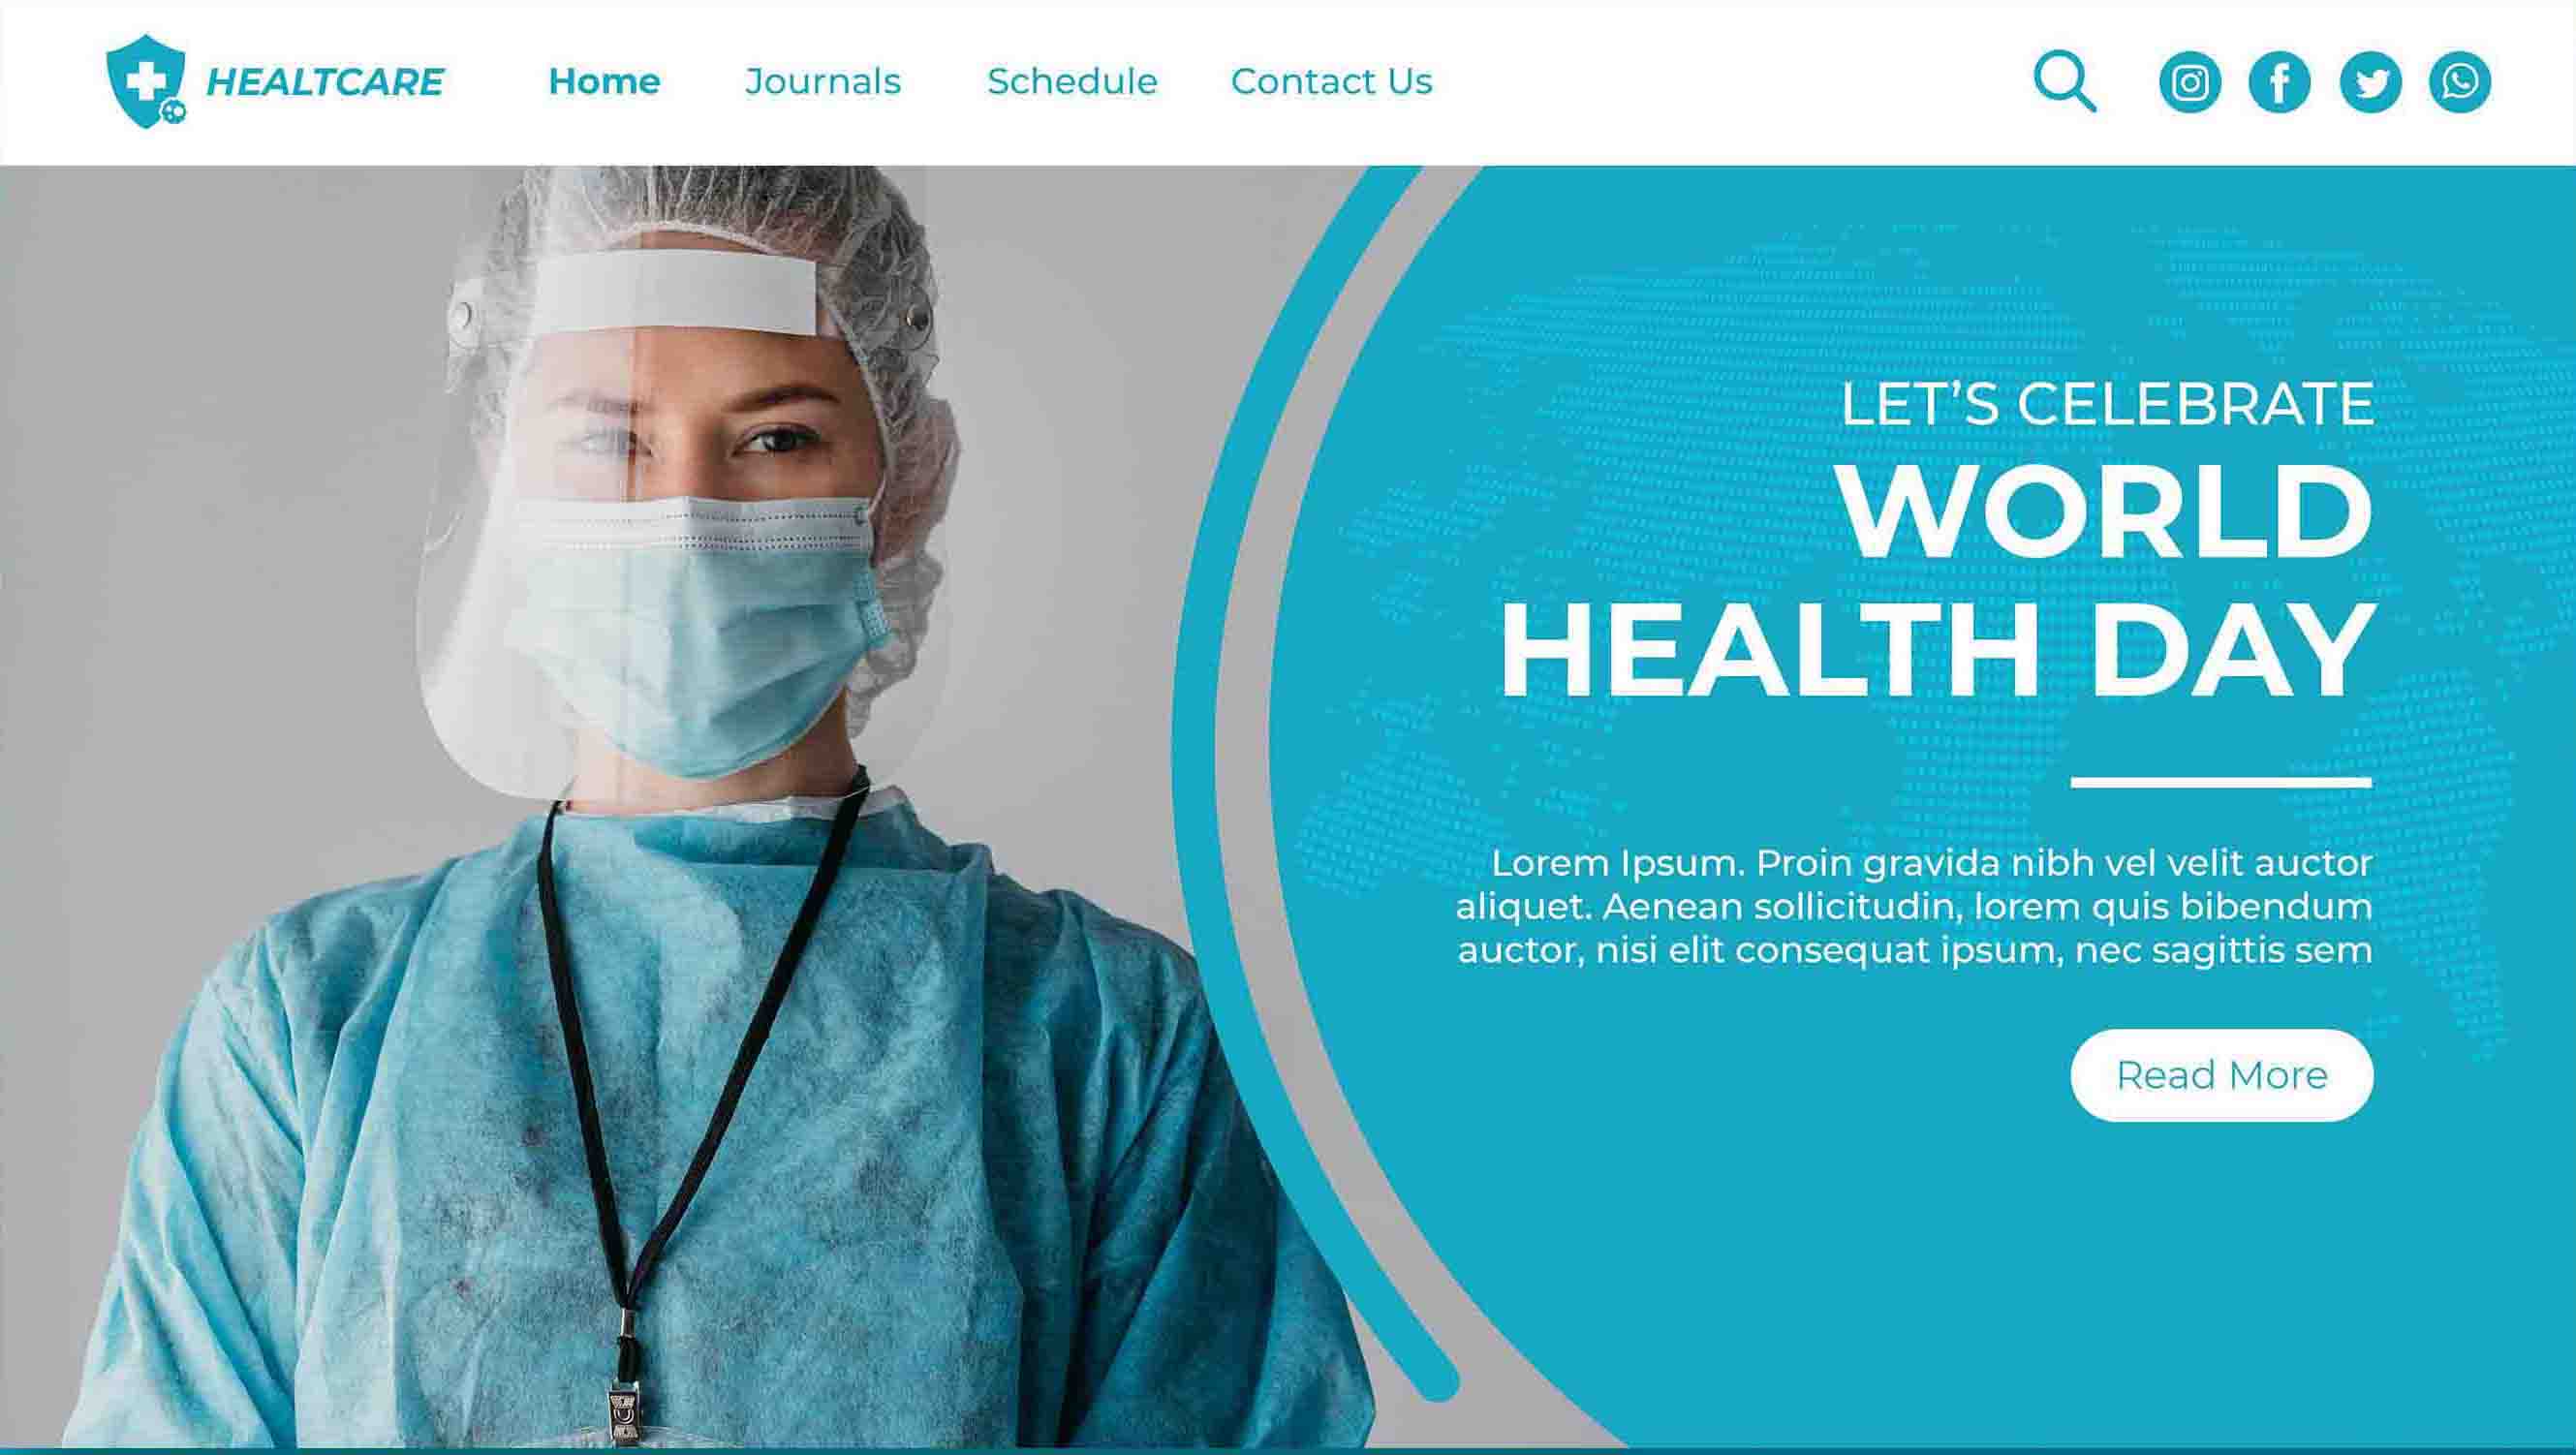 HEALTCARE
Home
Journals
Schedule
Contact Us
LET’S CELEBRATE
WORLD
HEALTH DAY
Lorem Ipsum. Proin gravida nibh vel velit auctor
aliquet. Aenean sollicitudin, lorem quis bibendum
auctor, nisi elit consequat ipsum, nec sagittis sem
Read More